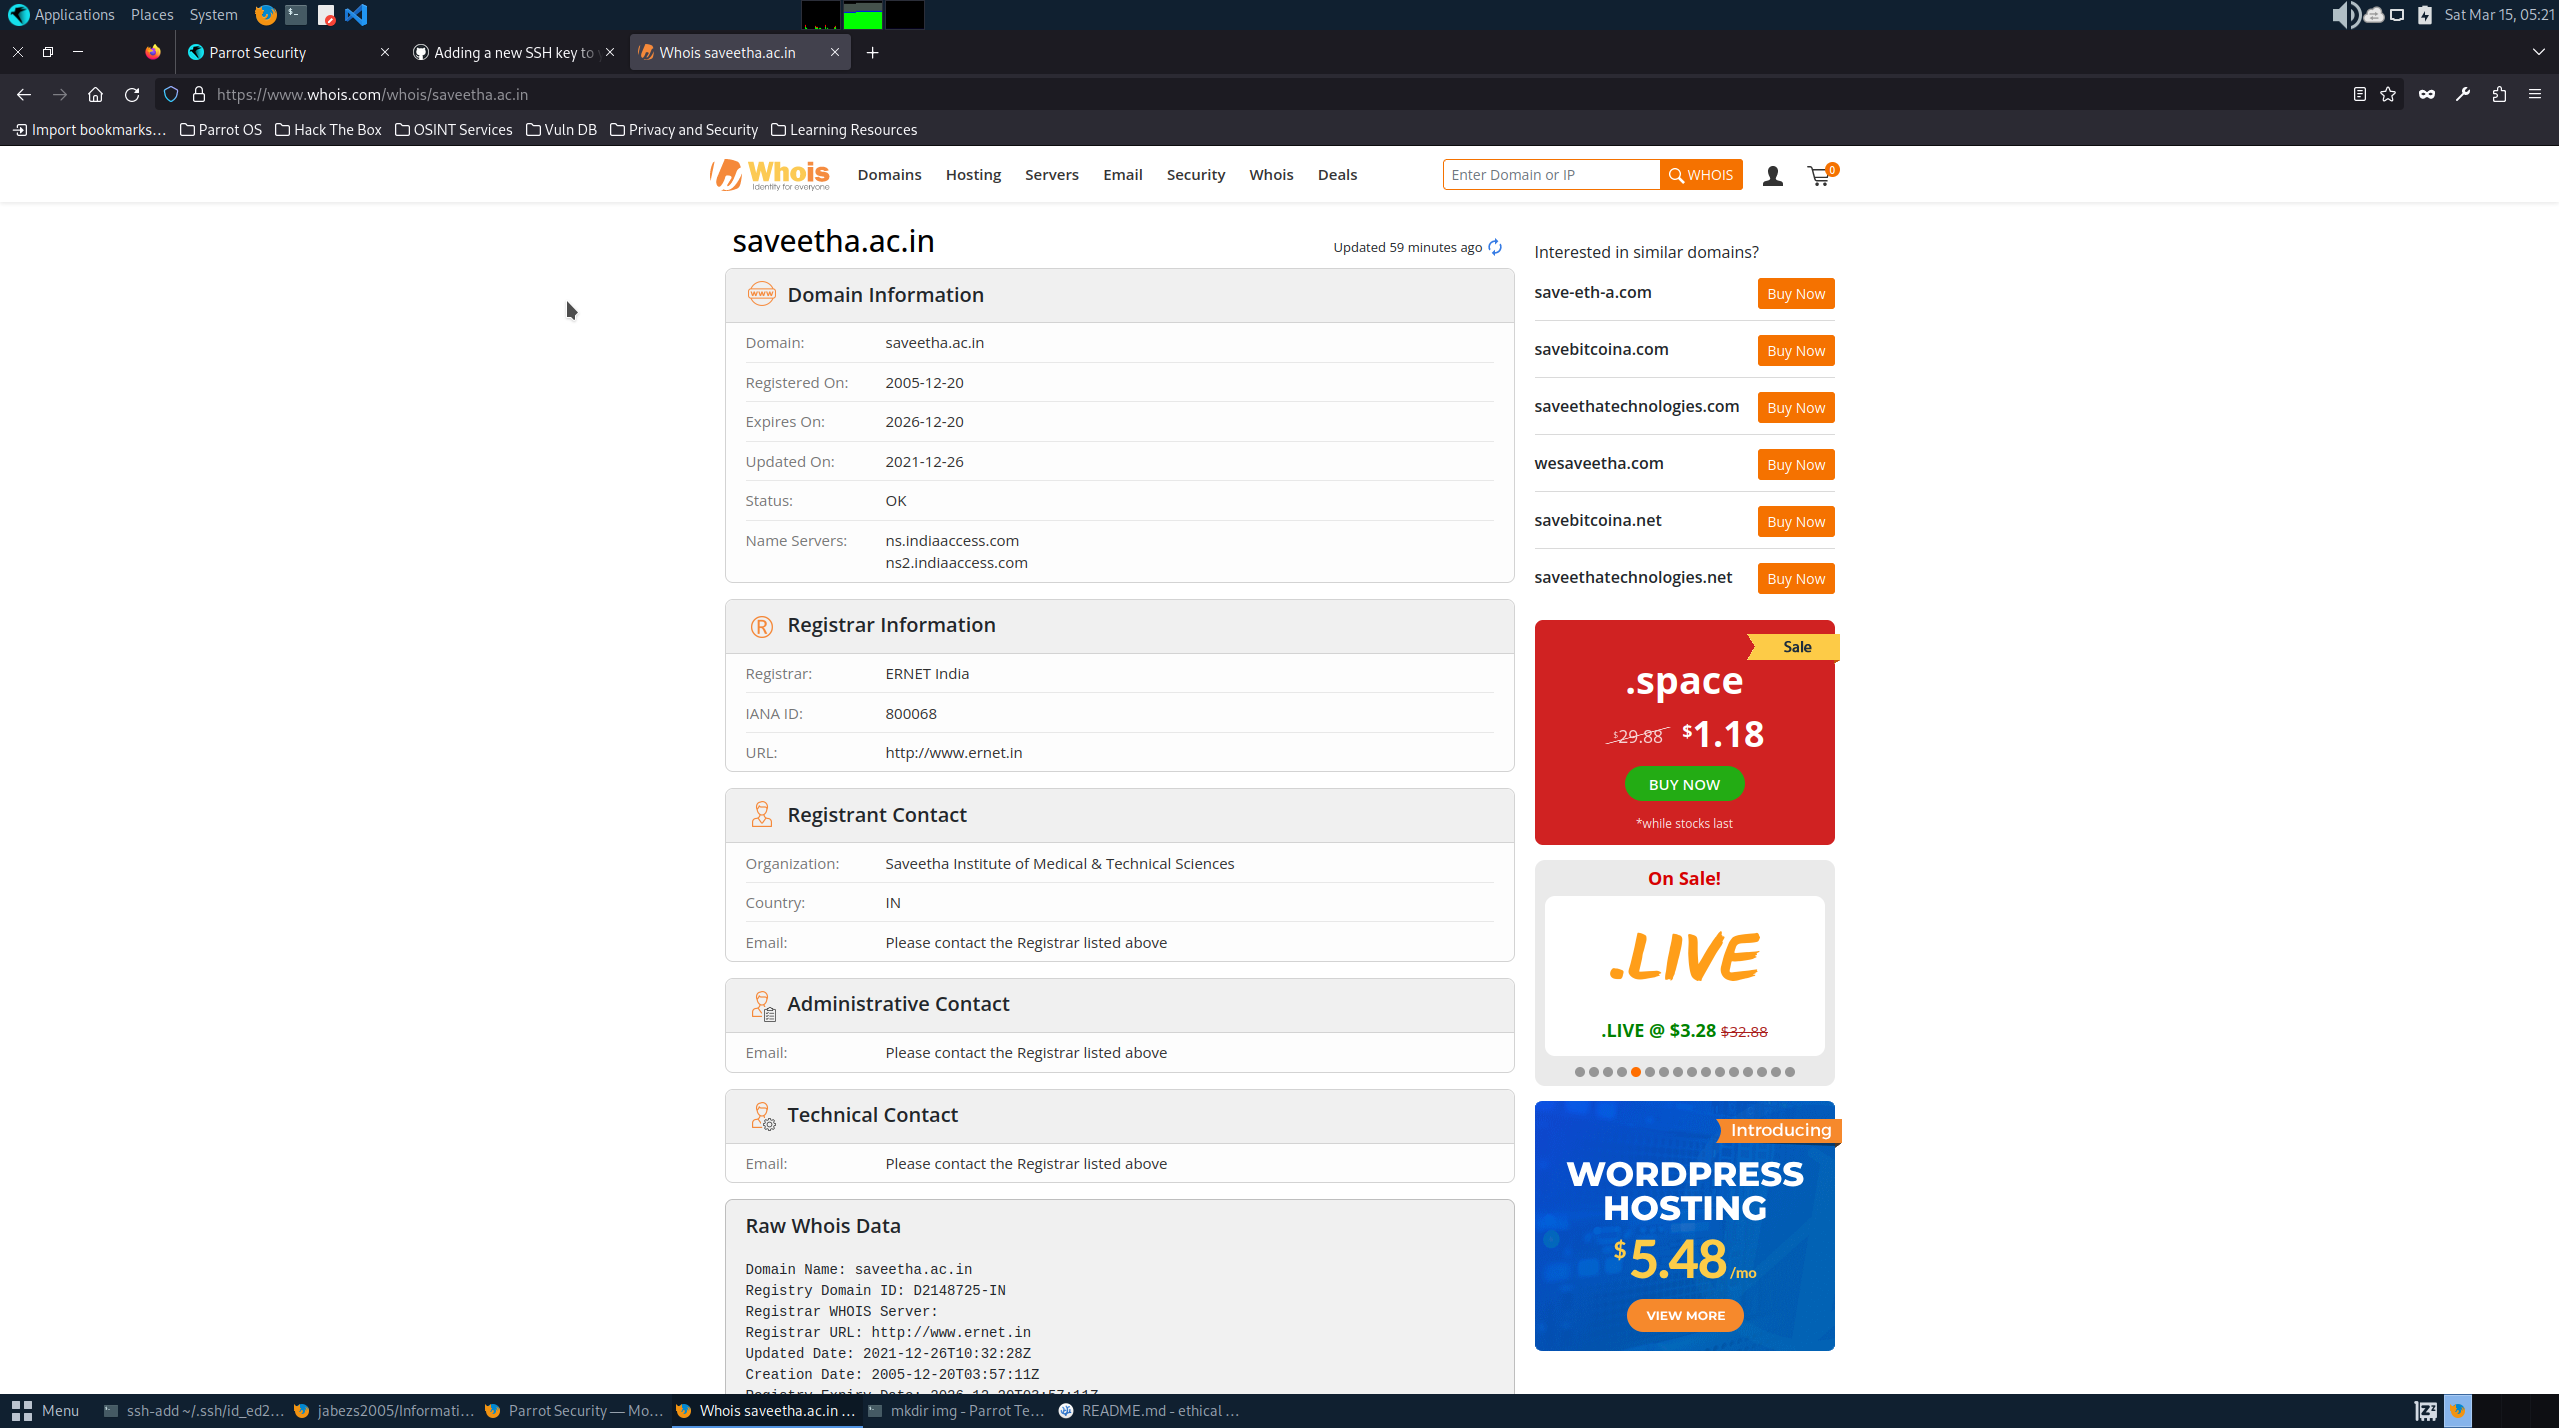 Applications Places System
Sat Mar 15, 05:21
Parrot Security
Adding a new SSH key to
Whois saveetha.ac.in
https://www.whois.com/whois/saveetha.ac.in
Import bookmarks... Parrot OS Hack The Box OSINT Services Vuln DB Privacy and Security Learning Resources
Whois
Identity for everyone
Domains Hosting Servers Email Security Whois Deals
Enter Domain or IP WHOIS
0
saveetha.ac.in
Updated 59 minutes ago
Domain Information
Domain: saveetha.ac.in
Registered On: 2005-12-20
Expires On: 2026-12-20
Updated On: 2021-12-26
Status: OK
Name Servers: ns.indiaaccess.com
ns2.indiaaccess.com
Registrar Information
Registrar: ERNET India
IANA ID: 800068
URL: http://www.ernet.in
Registrant Contact
Organization: Saveetha Institute of Medical & Technical Sciences
Country: IN
Email: Please contact the Registrar listed above
Administrative Contact
Email: Please contact the Registrar listed above
Technical Contact
Email: Please contact the Registrar listed above
Raw Whois Data
Domain Name: saveetha.ac.in
Registry Domain ID: D2148725-IN
Registrar WHOIS Server:
Registrar URL: http://www.ernet.in
Updated Date: 2021-12-26T10:32:28Z
Creation Date: 2005-12-20T03:57:11Z
Registry Expiry Date: 2026-12-20T03:57:11Z
Interested in similar domains?
save-eth-a.com Buy Now
savebitcoina.com Buy Now
saveethatechnologies.com Buy Now
wesaveetha.com Buy Now
savebitcoina.net Buy Now
saveethatechnologies.net Buy Now
Sale
.space
$29.88 $1.18
BUY NOW
*while stocks last
On Sale!
.LIVE
.LIVE @ $3.28 $32.88
Introducing
WORDPRESS
HOSTING
$5.48/mo
VIEW MORE
Menu
ssh-add ~/.ssh/id_ed2...
jabezs2005/Informati...
Parrot Security — Mo...
Whois saveetha.ac.in ...
mkdir img - Parrot Te...
README.md - ethical ...